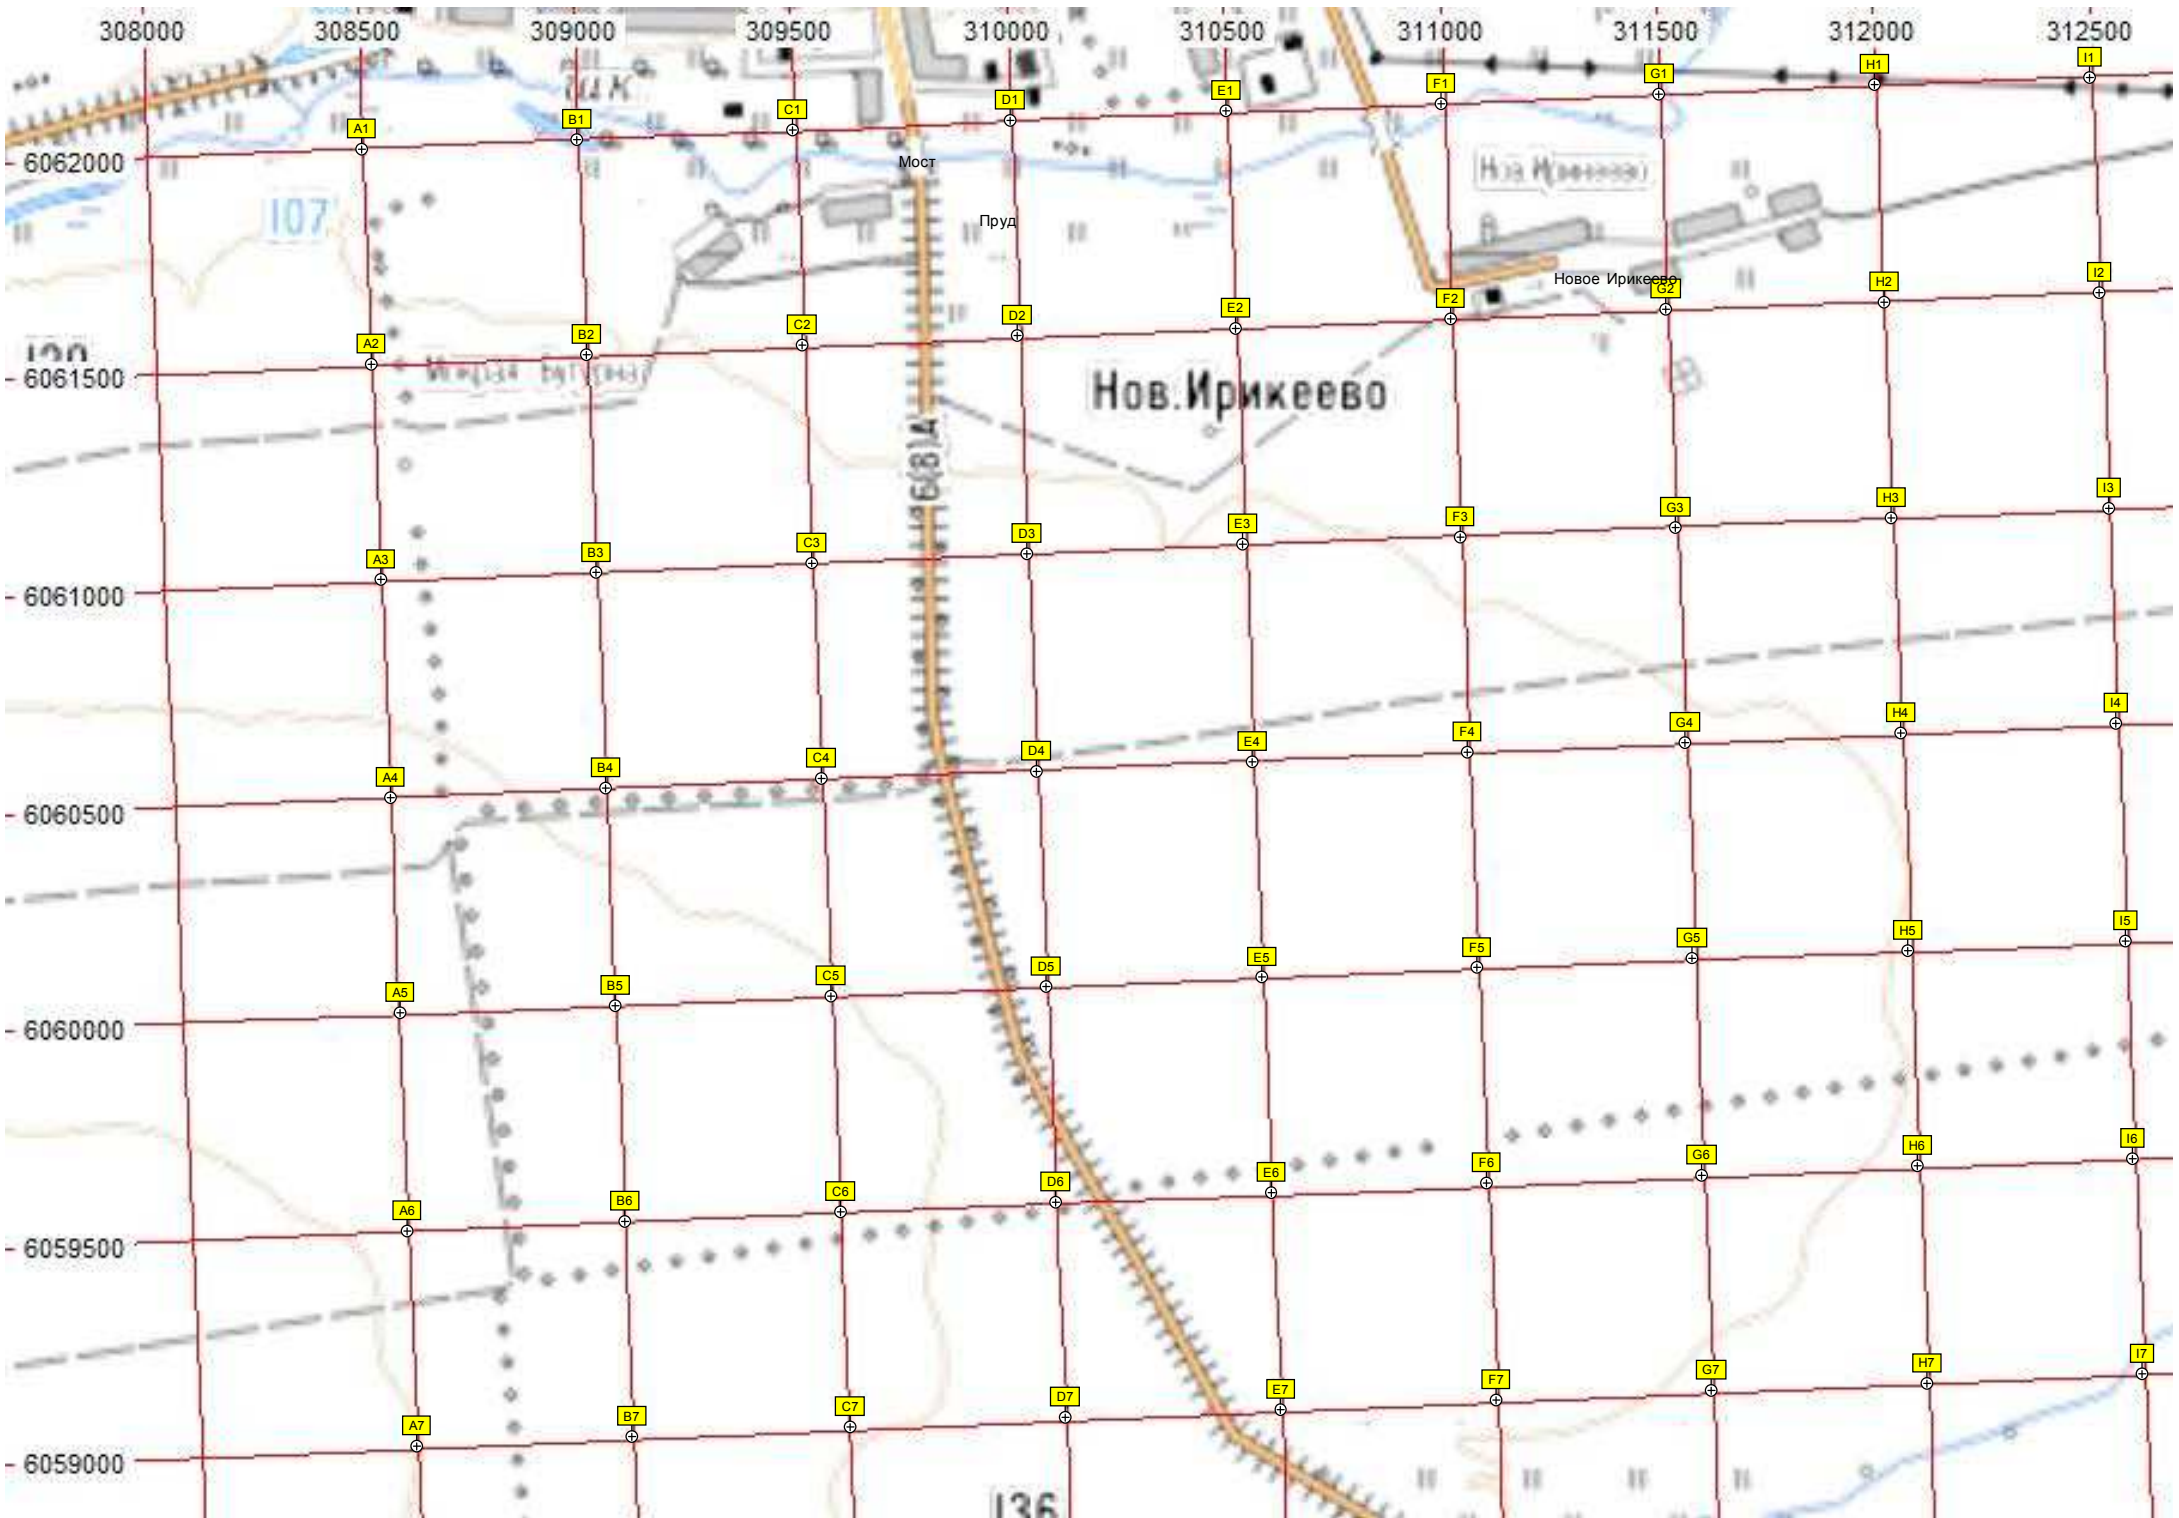 308000 308500 309000 309500 310000 310500 311000 311500 312000 312500
A1 B1 C1 D1 E1 F1 G1 H1 I1
6062000
Мост
107
Пруд
Новое Ирикеево
A2 B2 C2 D2 E2 F2 G2 H2 I2
6061500
Нов.Ирикеево
6(8)А
A3 B3 C3 D3 E3 F3 G3 H3 I3
6061000
A4 B4 C4 D4 E4 F4 G4 H4 I4
6060500
A5 B5 C5 D5 E5 F5 G5 H5 I5
6060000
A6 B6 C6 D6 E6 F6 G6 H6 I6
6059500
A7 B7 C7 D7 E7 F7 G7 H7 I7
6059000
136